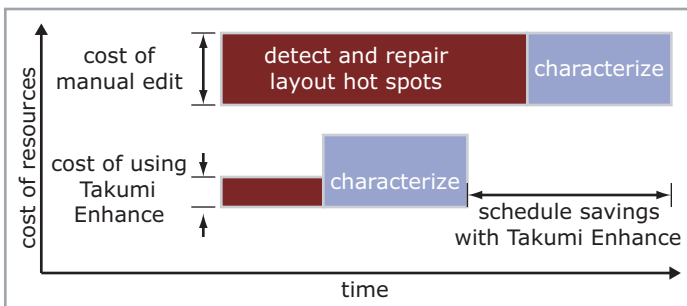 cost of resources
cost of
manual edit
detect and repair
layout hot spots
characterize
cost of using
Takumi
Enhance
characterize
schedule savings
with Takumi Enhance
time